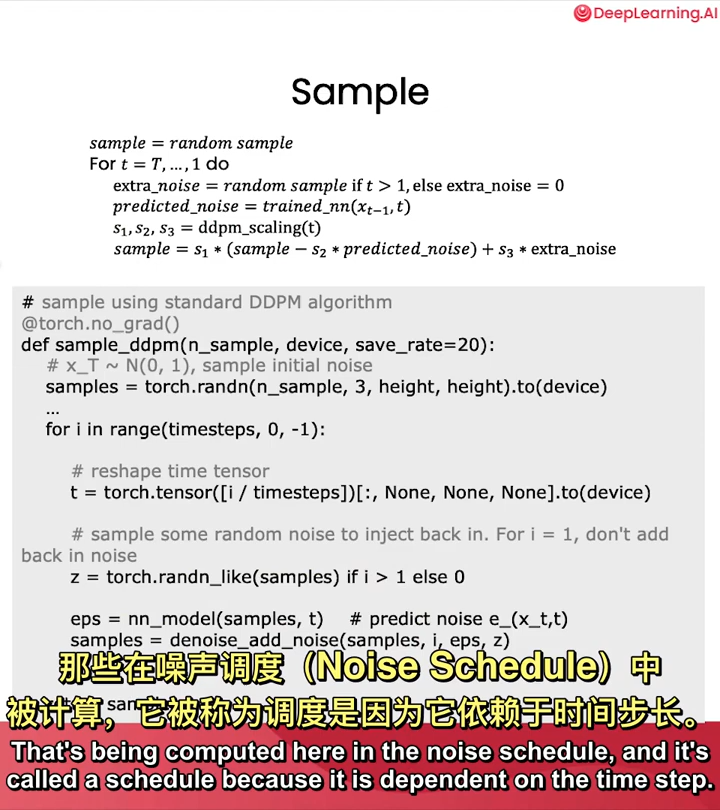 DeepLearning.AI
Sample
sample = random sample
For t = T, ..., 1 do
extra_noise = random sample if t > 1, else extra_noise = 0
predicted_noise = trained_nn(xₜ₋₁, t)
s₁, s₂, s₃ = ddpm_scaling(t)
sample = s₁ * (sample − s₂ * predicted_noise) + s₃ * extra_noise
# sample using standard DDPM algorithm
@torch.no_grad()
def sample_ddpm(n_sample, device, save_rate=20):
# x_T ~ N(0, 1), sample initial noise
samples = torch.randn(n_sample, 3, height, height).to(device)
...
for i in range(timesteps, 0, -1):
# reshape time tensor
t = torch.tensor([i / timesteps])[:, None, None, None].to(device)
# sample some random noise to inject back in. For i = 1, don't add
back in noise
z = torch.randn_like(samples) if i > 1 else 0
eps = nn_model(samples, t) # predict noise e_(x_t,t)
samples = denoise_add_noise(samples, i, eps, z)
那些在噪声调度（Noise Schedule）中
被计算，它被称为调度是因为它依赖于时间步长。
That's being computed here in the noise schedule, and it's
called a schedule because it is dependent on the time step.